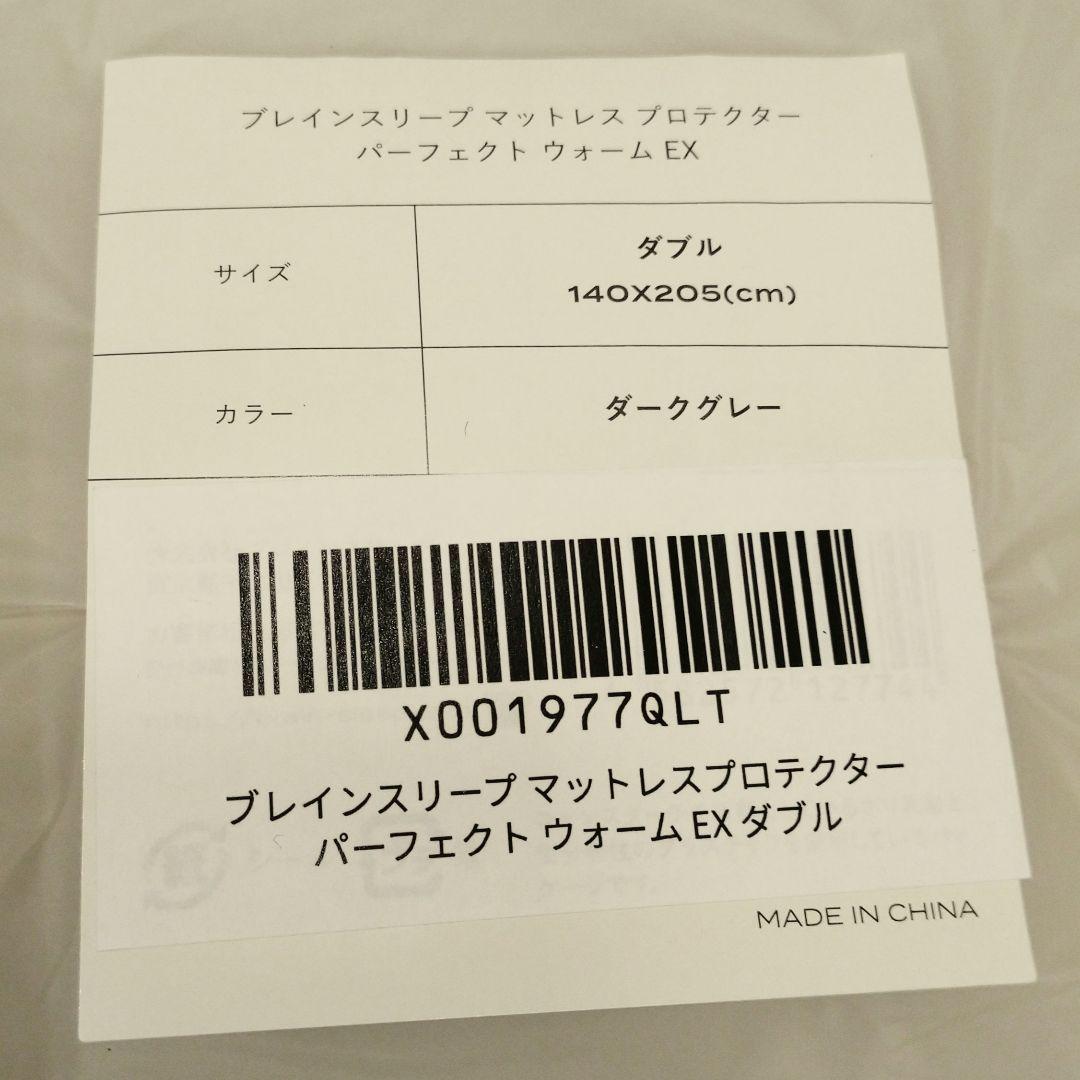 ブレインスリープ マットレス プロテクター
パーフェクト ウォーム EX
サイズ
ダブル
140X205(cm)
カラー
ダークグレー
X001977QLT
ブレインスリープ マットレスプロテクター
パーフェクト ウォーム EX ダブル
MADE IN CHINA